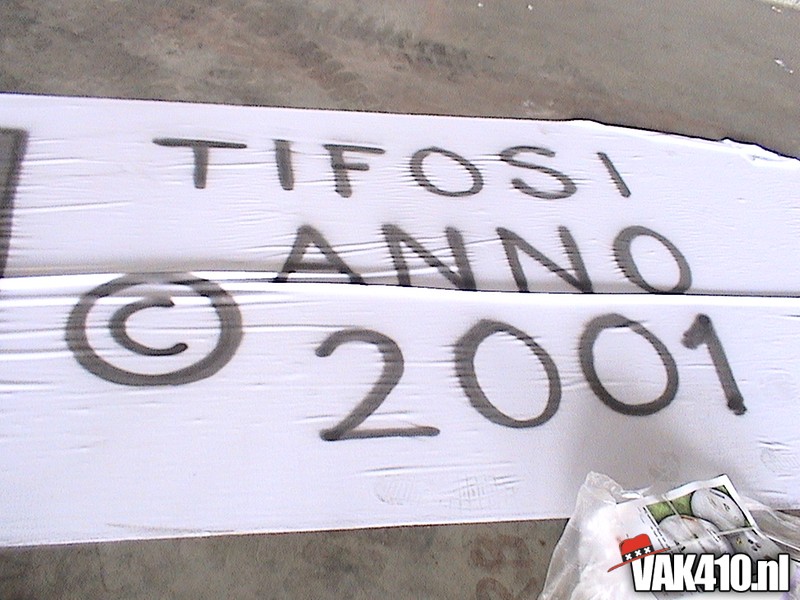 TIFOSI
ANNO
© 2001
VAK410.nl